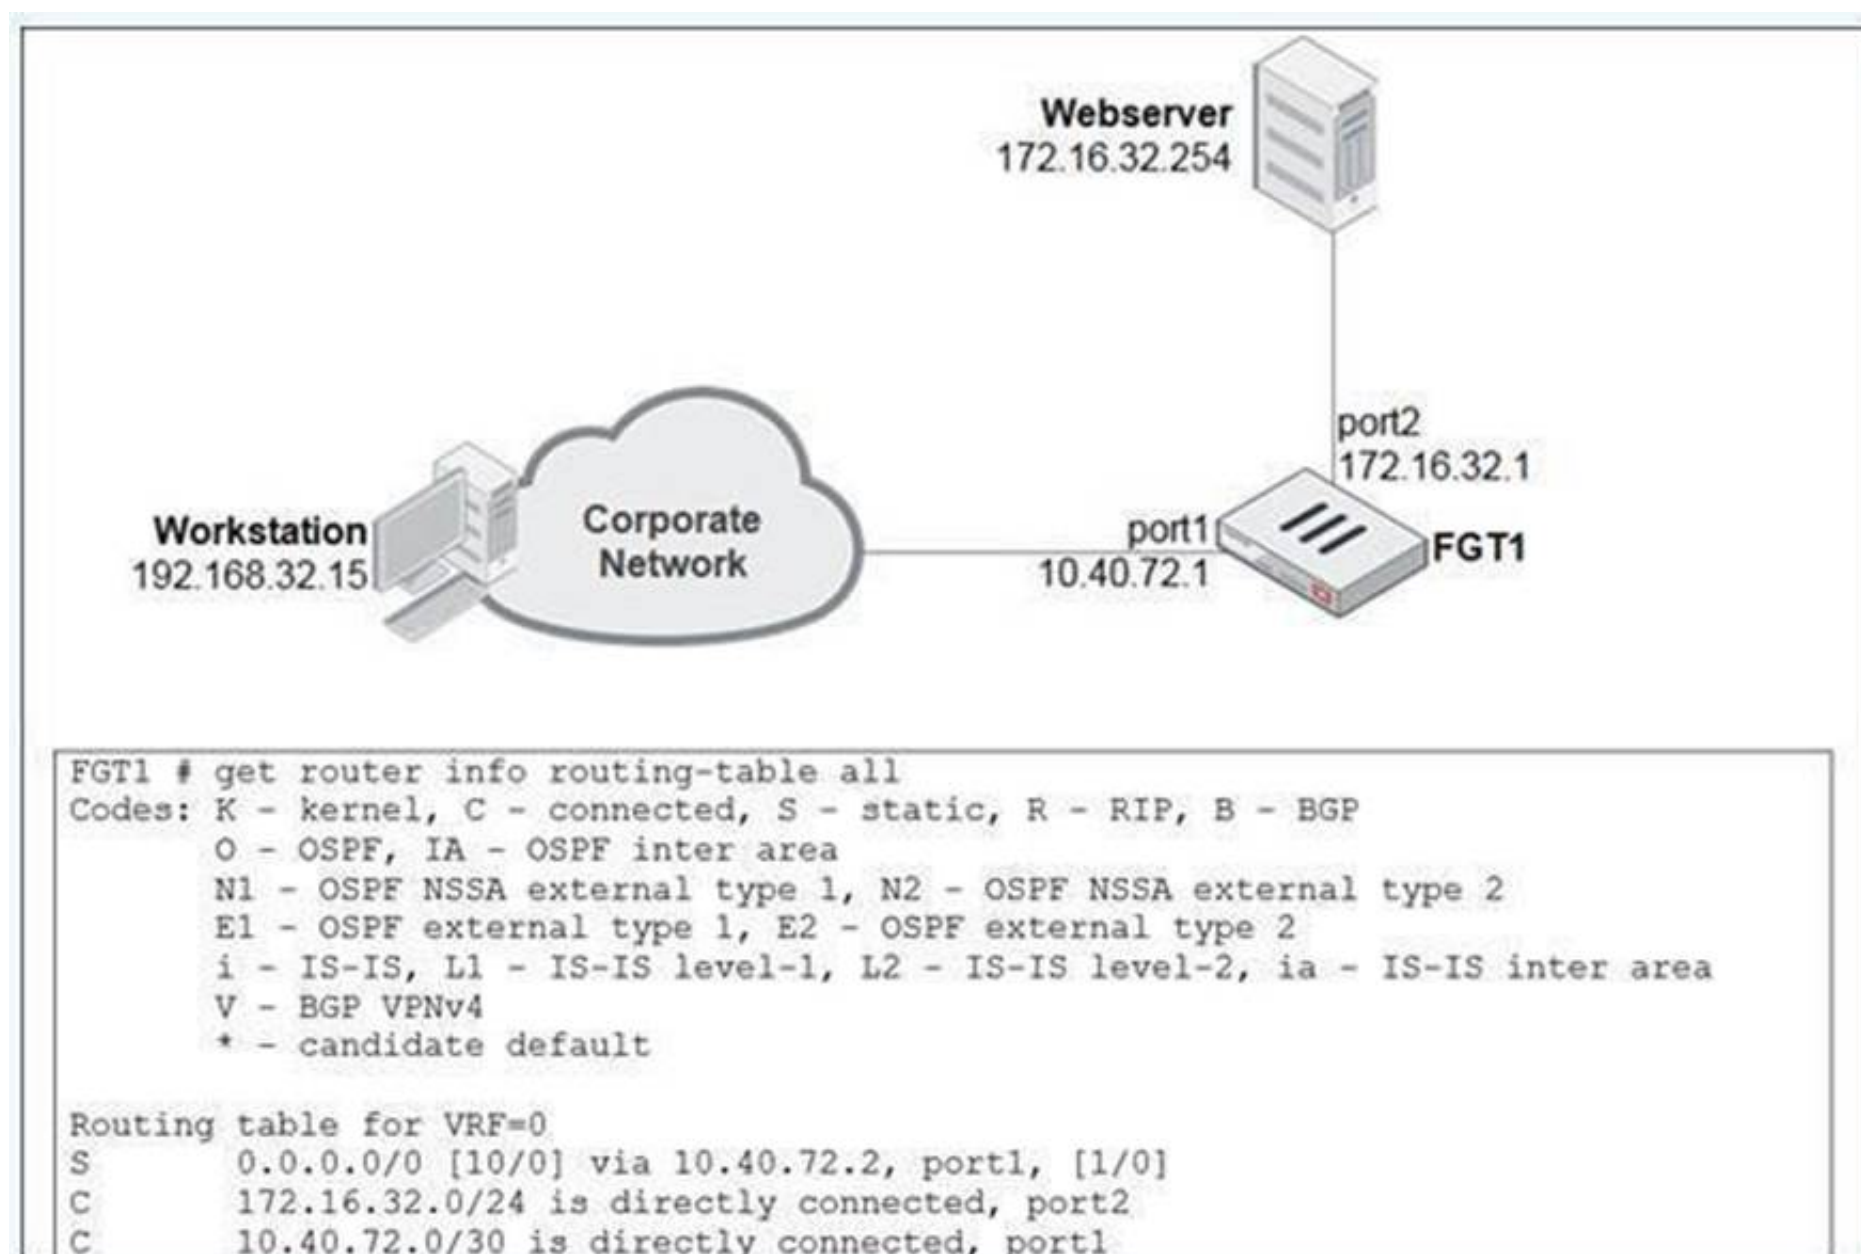 Webserver
172.16.32.254
port2
172.16.32.1
Workstation
192.168.32.15
Corporate
Network
port1
10.40.72.1
FGT1
FGT1 # get router info routing-table all
Codes: K - kernel, C - connected, S - static, R - RIP, B - BGP
O - OSPF, IA - OSPF inter area
N1 - OSPF NSSA external type 1, N2 - OSPF NSSA external type 2
E1 - OSPF external type 1, E2 - OSPF external type 2
i - IS-IS, L1 - IS-IS level-1, L2 - IS-IS level-2, ia - IS-IS inter area
V - BGP VPNv4
* - candidate default
Routing table for VRF=0
S 0.0.0.0/0 [10/0] via 10.40.72.2, port1, [1/0]
C 172.16.32.0/24 is directly connected, port2
C 10.40.72.0/30 is directly connected, port1